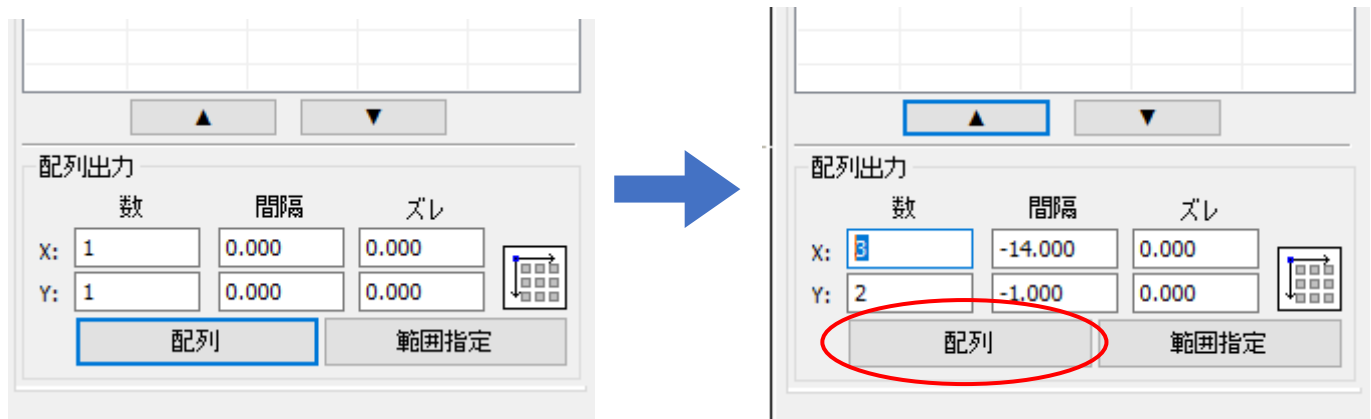 ▲ ▼
配列出力
数 間隔 ズレ
X: 1 0.000 0.000
Y: 1 0.000 0.000
配列 範囲指定
▲ ▼
配列出力
数 間隔 ズレ
X: 3 -14.000 0.000
Y: 2 -1.000 0.000
配列 範囲指定